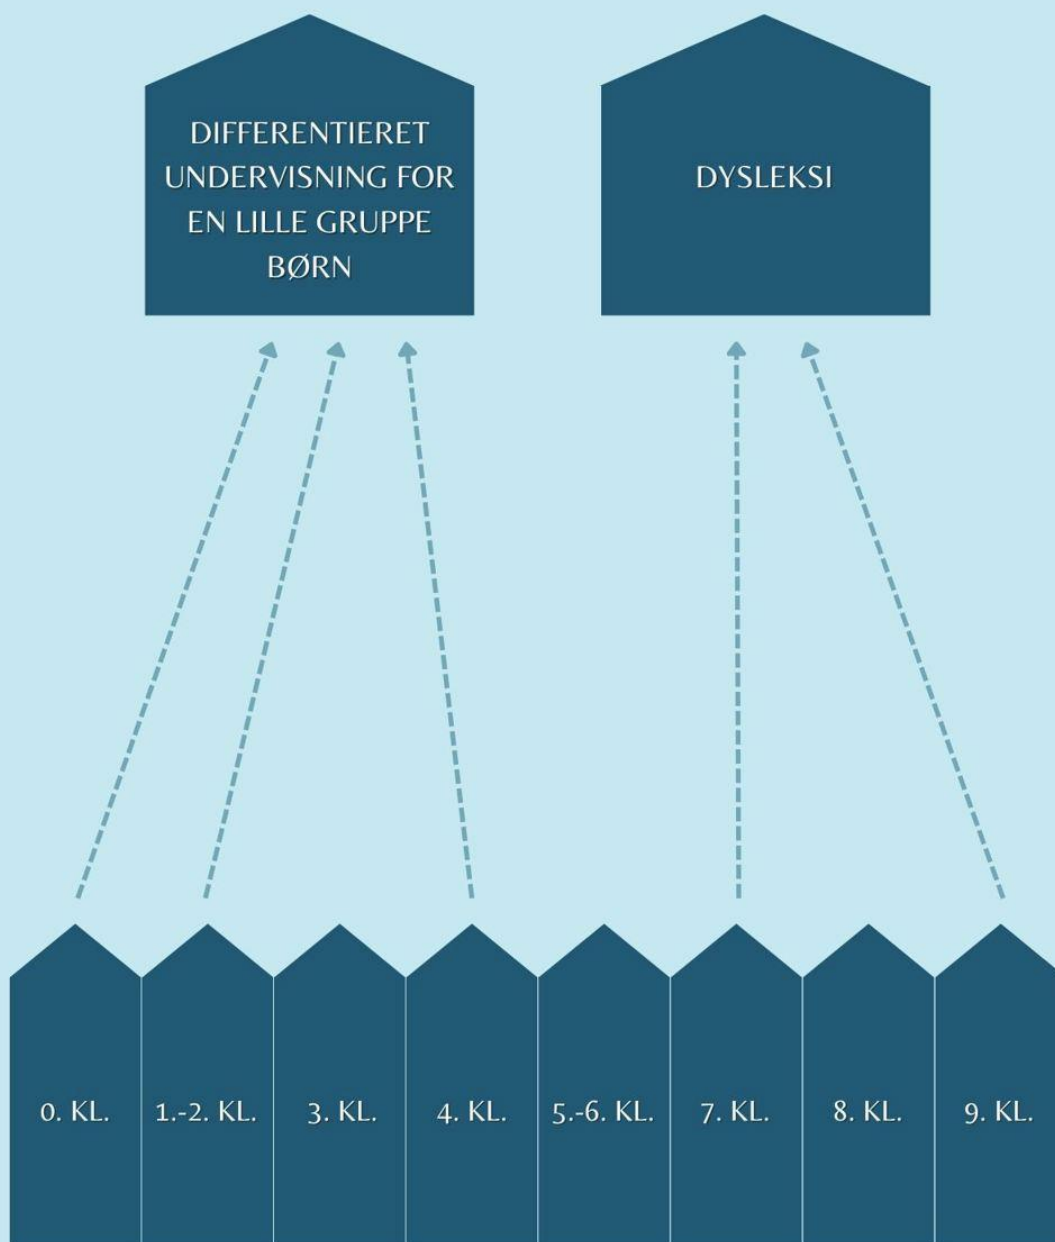 DIFFERENTIERET
UNDERVISNING FOR
EN LILLE GRUPPE
BØRN
DYSLEKSI
0. KL.
1.-2. KL.
3. KL.
4. KL.
5.-6. KL.
7. KL.
8. KL.
9. KL.